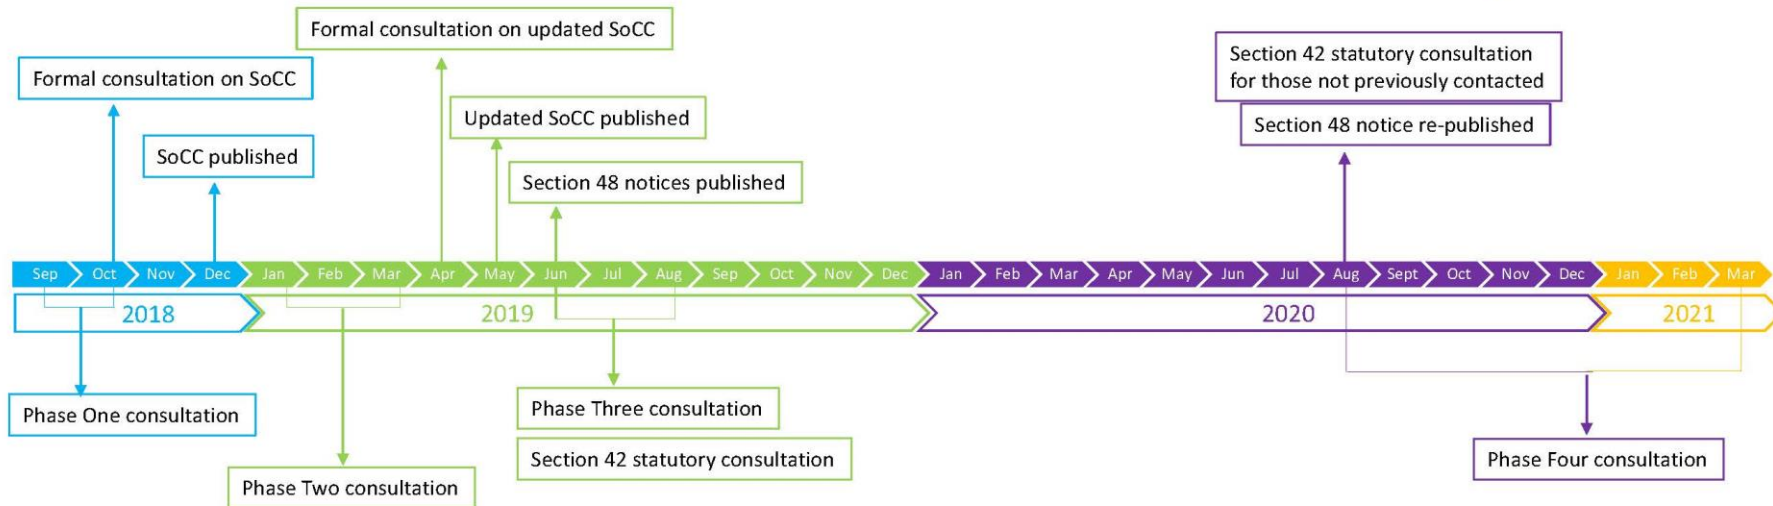 Formal consultation on updated SoCC
Formal consultation on SoCC
Section 42 statutory consultation
for those not previously contacted
Updated SoCC published
Section 48 notice re-published
SoCC published
Section 48 notices published
Sep Oct Nov Dec Jan Feb Mar Apr May Jun Jul Aug Sep Oct Nov Dec Jan Feb Mar Apr May Jun Jul Aug Sept Oct Nov Dec Jan Feb Mar
2018 2019 2020 2021
Phase One consultation
Phase Three consultation
Section 42 statutory consultation
Phase Four consultation
Phase Two consultation